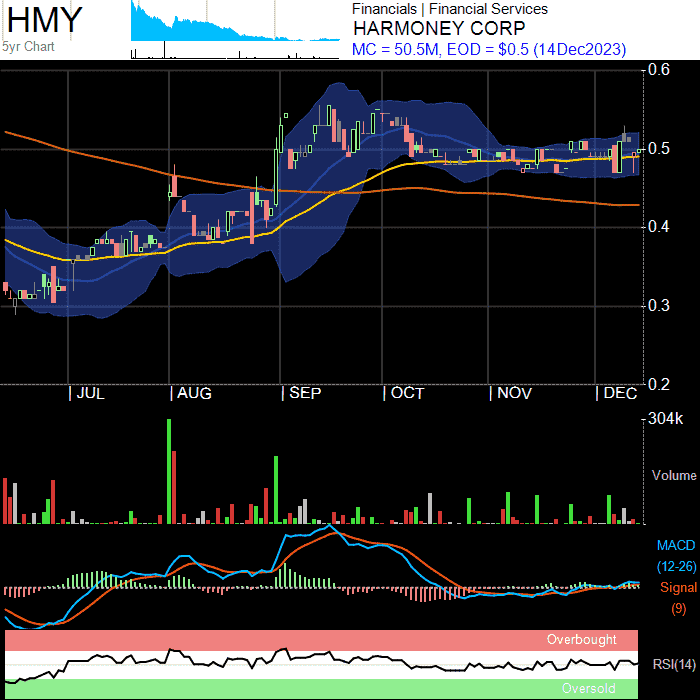 HMY
5yr Chart
Financials | Financial Services
HARMONEY CORP
MC = 50.5M, EOD = $0.5 (14Dec2023)
0.6
0.5
0.4
0.3
0.2
| JUL | AUG | SEP | OCT | NOV | DEC
304k
Volume
MACD
(12-26)
Signal
(9)
Overbought
RSI(14)
Oversold